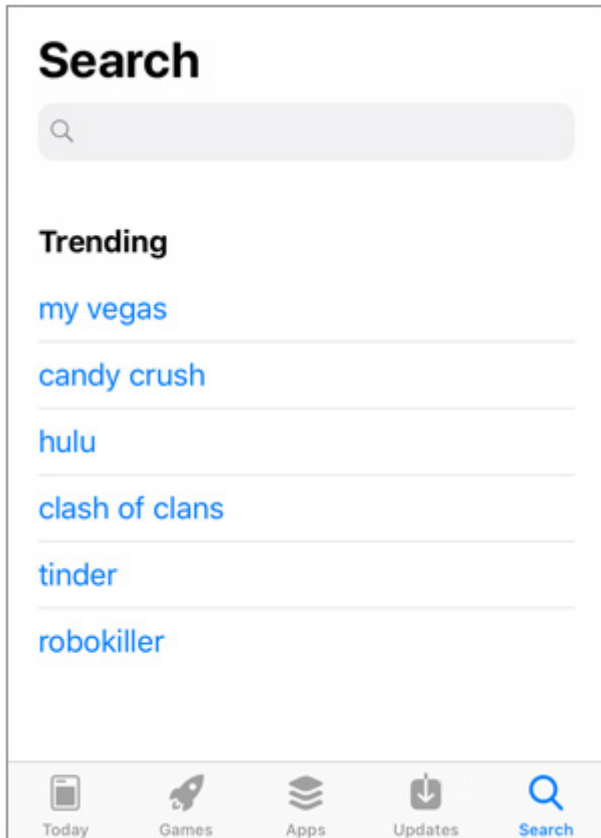 Search
Trending
my vegas
candy crush
hulu
clash of clans
tinder
robokiller
Today Games Apps Updates Search